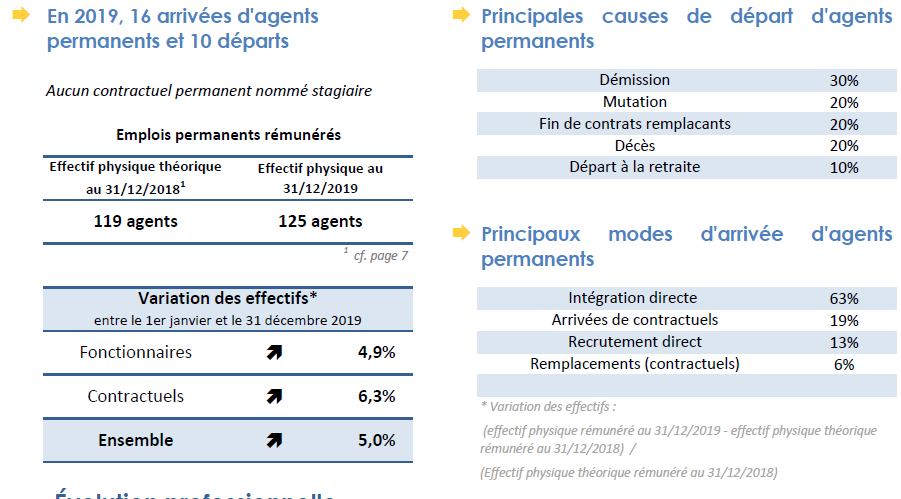 En 2019, 16 arrivées d'agents
permanents et 10 départs
Aucun contractuel permanent nommé stagiaire
Emplois permanents rémunérés
Effectif physique théorique
au 31/12/2018¹
Effectif physique au
31/12/2019
119 agents
125 agents
¹ cf. page 7
Variation des effectifs*
entre le 1er janvier et le 31 décembre 2019
Fonctionnaires 4,9%
Contractuels 6,3%
Ensemble 5,0%
Principales causes de départ d'agents
permanents
Démission 30%
Mutation 20%
Fin de contrats remplacants 20%
Décès 20%
Départ à la retraite 10%
Principaux modes d'arrivée d'agents
permanents
Intégration directe 63%
Arrivées de contractuels 19%
Recrutement direct 13%
Remplacements (contractuels) 6%
* Variation des effectifs :
(effectif physique rémunéré au 31/12/2019 - effectif physique théorique
rémunéré au 31/12/2018) /
(Effectif physique théorique rémunéré au 31/12/2018)